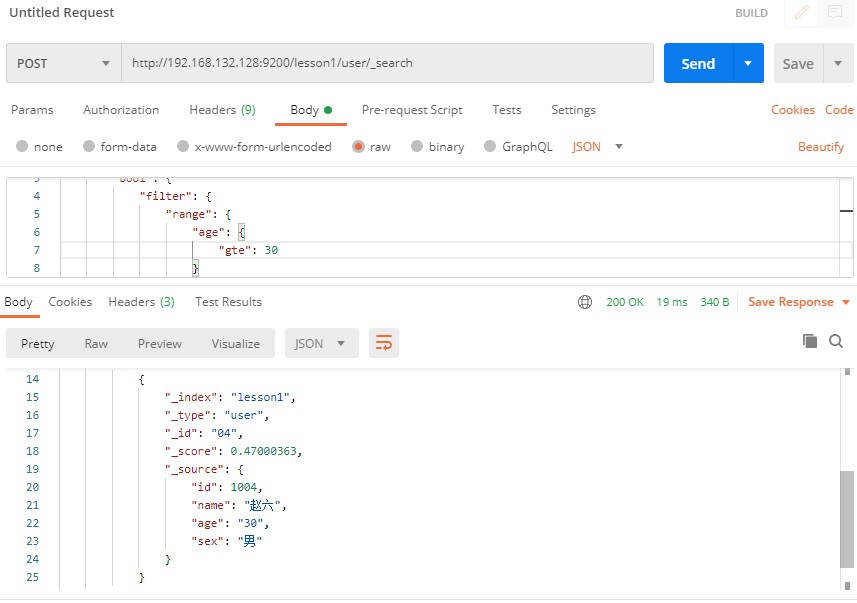 Untitled Request
BUILD
POST
http://192.168.132.128:9200/lesson1/user/_search
Send
Save
Params
Authorization
Headers (9)
Body
Pre-request Script
Tests
Settings
Cookies
Code
none
form-data
x-www-form-urlencoded
raw
binary
GraphQL
JSON
Beautify
3 "bool": {
4 "filter": {
5 "range": {
6 "age": {
7 "gte": 30
8 }
Body
Cookies
Headers (3)
Test Results
200 OK
19 ms
340 B
Save Response
Pretty
Raw
Preview
Visualize
JSON
14 {
15 "_index": "lesson1",
16 "_type": "user",
17 "_id": "04",
18 "_score": 0.47000363,
19 "_source": {
20 "id": 1004,
21 "name": "赵六",
22 "age": "30",
23 "sex": "男"
24 }
25 }